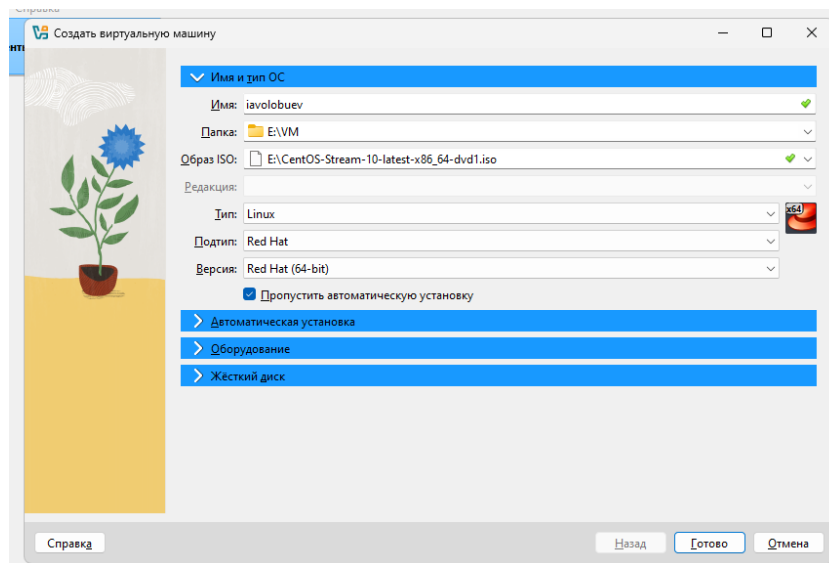 Справка
Создать виртуальную машину
Имя и тип ОС
Имя: iavolobuev
Папка: E:\VM
Образ ISO: E:\CentOS-Stream-10-latest-x86_64-dvd1.iso
Редакция:
Тип: Linux
x64
Подтип: Red Hat
Версия: Red Hat (64-bit)
Пропустить автоматическую установку
Автоматическая установка
Оборудование
Жёсткий диск
Справка
Назад
Готово
Отмена